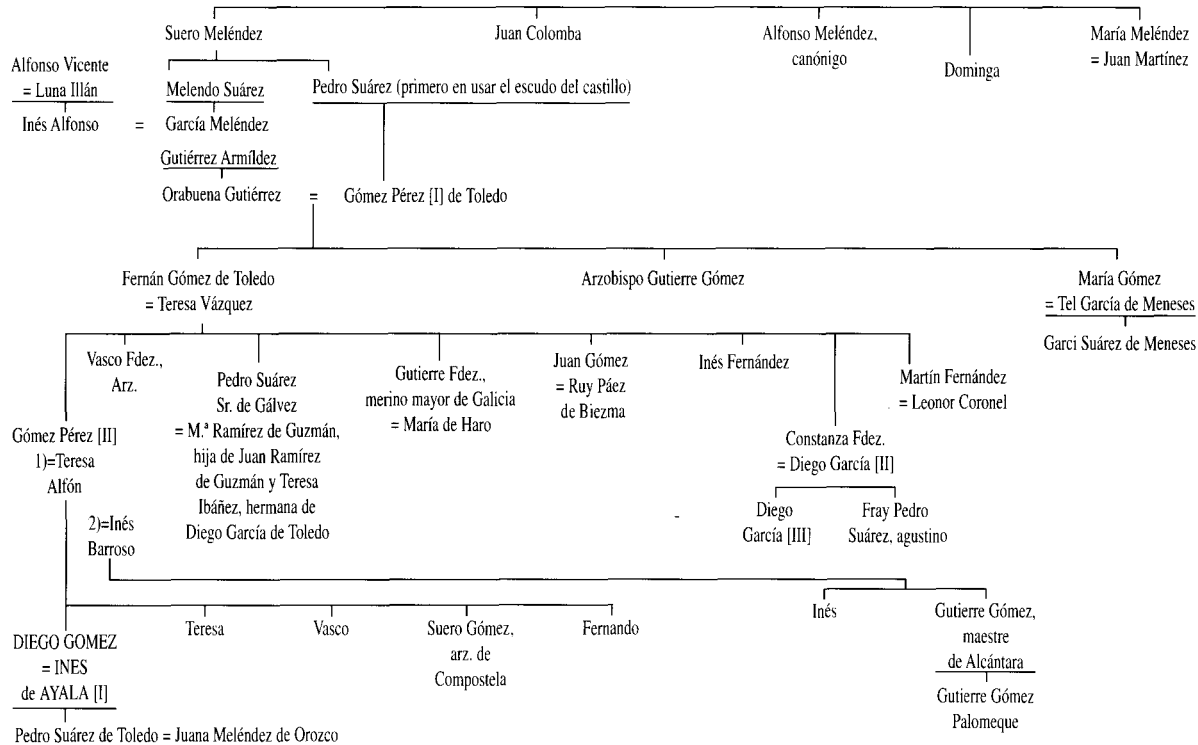 Suero Meléndez
Juan Colomba
Alfonso Meléndez,
canónigo
Dominga
María Meléndez
= Juan Martínez
Alfonso Vicente
= Luna Illán
Inés Alfonso =
Melendo Suárez
García Meléndez
Pedro Suárez (primero en usar el escudo del castillo)
Gutiérrez Armíldez
Orabuena Gutiérrez = Gómez Pérez [I] de Toledo
Fernán Gómez de Toledo
= Teresa Vázquez
Arzobispo Gutierre Gómez
María Gómez
= Tel García de Meneses
Garci Suárez de Meneses
Vasco Fdez.,
Arz.
Pedro Suárez
Sr. de Gálvez
= M.ª Ramírez de Guzmán,
hija de Juan Ramírez
de Guzmán y Teresa
Ibáñez, hermana de
Diego García de Toledo
Gutierre Fdez.,
merino mayor de Galicia
= María de Haro
Juan Gómez
= Ruy Páez
de Biezma
Inés Fernández
Martín Fernández
= Leonor Coronel
Constanza Fdez.
= Diego García [II]
Diego
García [III]
Fray Pedro
Suárez, agustino
Gómez Pérez [II]
1)=Teresa
Alfón
2)=Inés
Barroso
DIEGO GOMEZ
= INES
de AYALA [I]
Teresa
Vasco
Suero Gómez,
arz. de
Compostela
Fernando
Inés
Gutierre Gómez,
maestre
de Alcántara
Gutierre Gómez
Palomeque
Pedro Suárez de Toledo = Juana Meléndez de Orozco